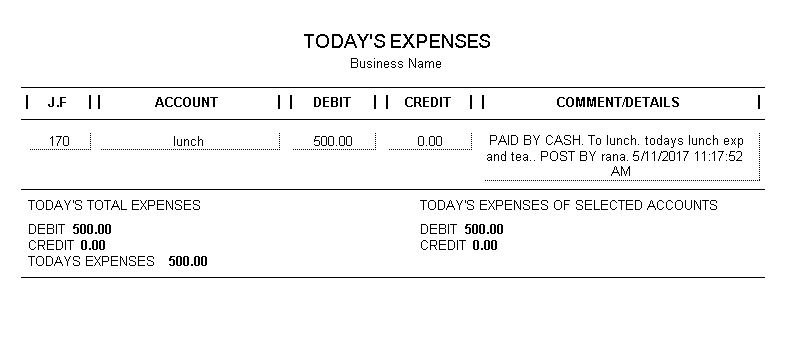 TODAY'S EXPENSES
Business Name
J.F ACCOUNT DEBIT CREDIT COMMENT/DETAILS
170 lunch 500.00 0.00 PAID BY CASH. To lunch. todays lunch exp
and tea.. POST BY rana. 5/11/2017 11:17:52
AM
TODAY'S TOTAL EXPENSES TODAY'S EXPENSES OF SELECTED ACCOUNTS
DEBIT 500.00 DEBIT 500.00
CREDIT 0.00 CREDIT 0.00
TODAYS EXPENSES 500.00